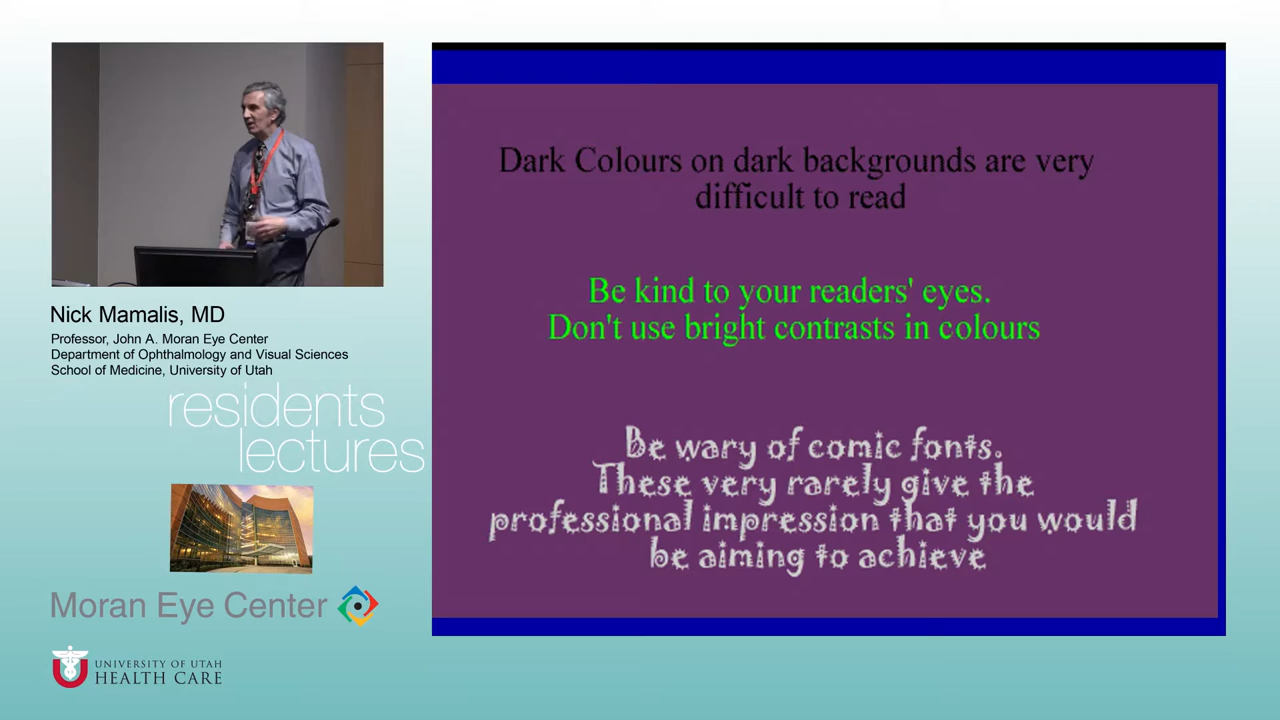 Nick Mamalis, MD
Professor, John A. Moran Eye Center
Department of Ophthalmology and Visual Sciences
School of Medicine, University of Utah
residents
lectures
Moran Eye Center
UNIVERSITY OF UTAH
HEALTH CARE
Dark Colours on dark backgrounds are very
difficult to read
Be kind to your readers' eyes.
Don't use bright contrasts in colours
Be wary of comic fonts.
These very rarely give the
professional impression that you would
be aiming to achieve